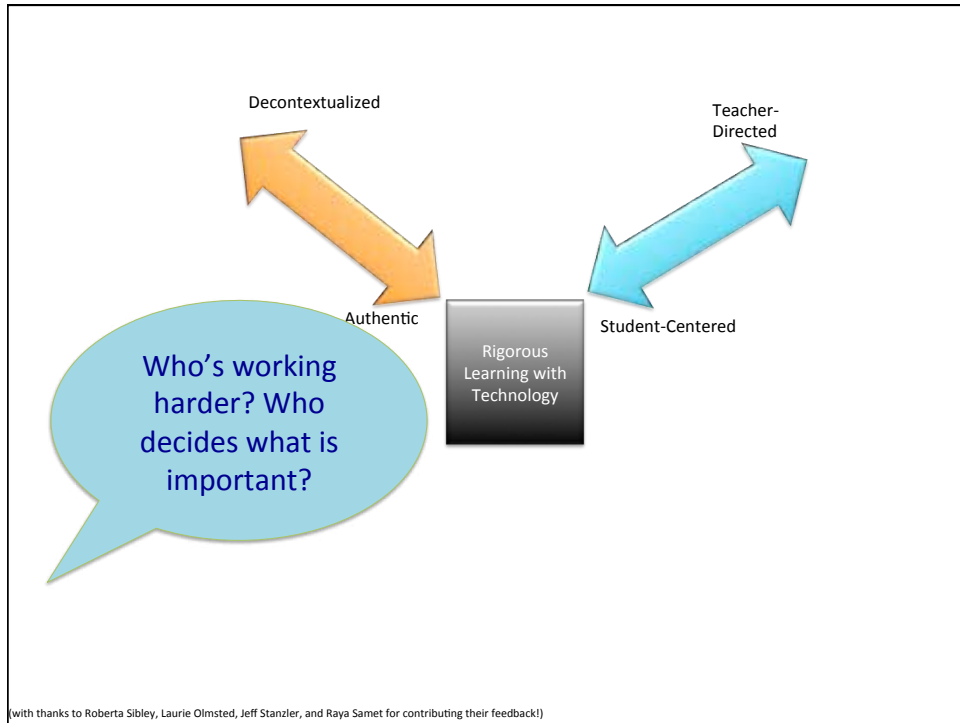 Decontextualized
Teacher-
Directed
Authentic
Student-Centered
Rigorous
Learning with
Technology
Who’s working
harder? Who
decides what is
important?
(with thanks to Roberta Sibley, Laurie Olmsted, Jeff Stanzler, and Raya Samet for contributing their feedback!)